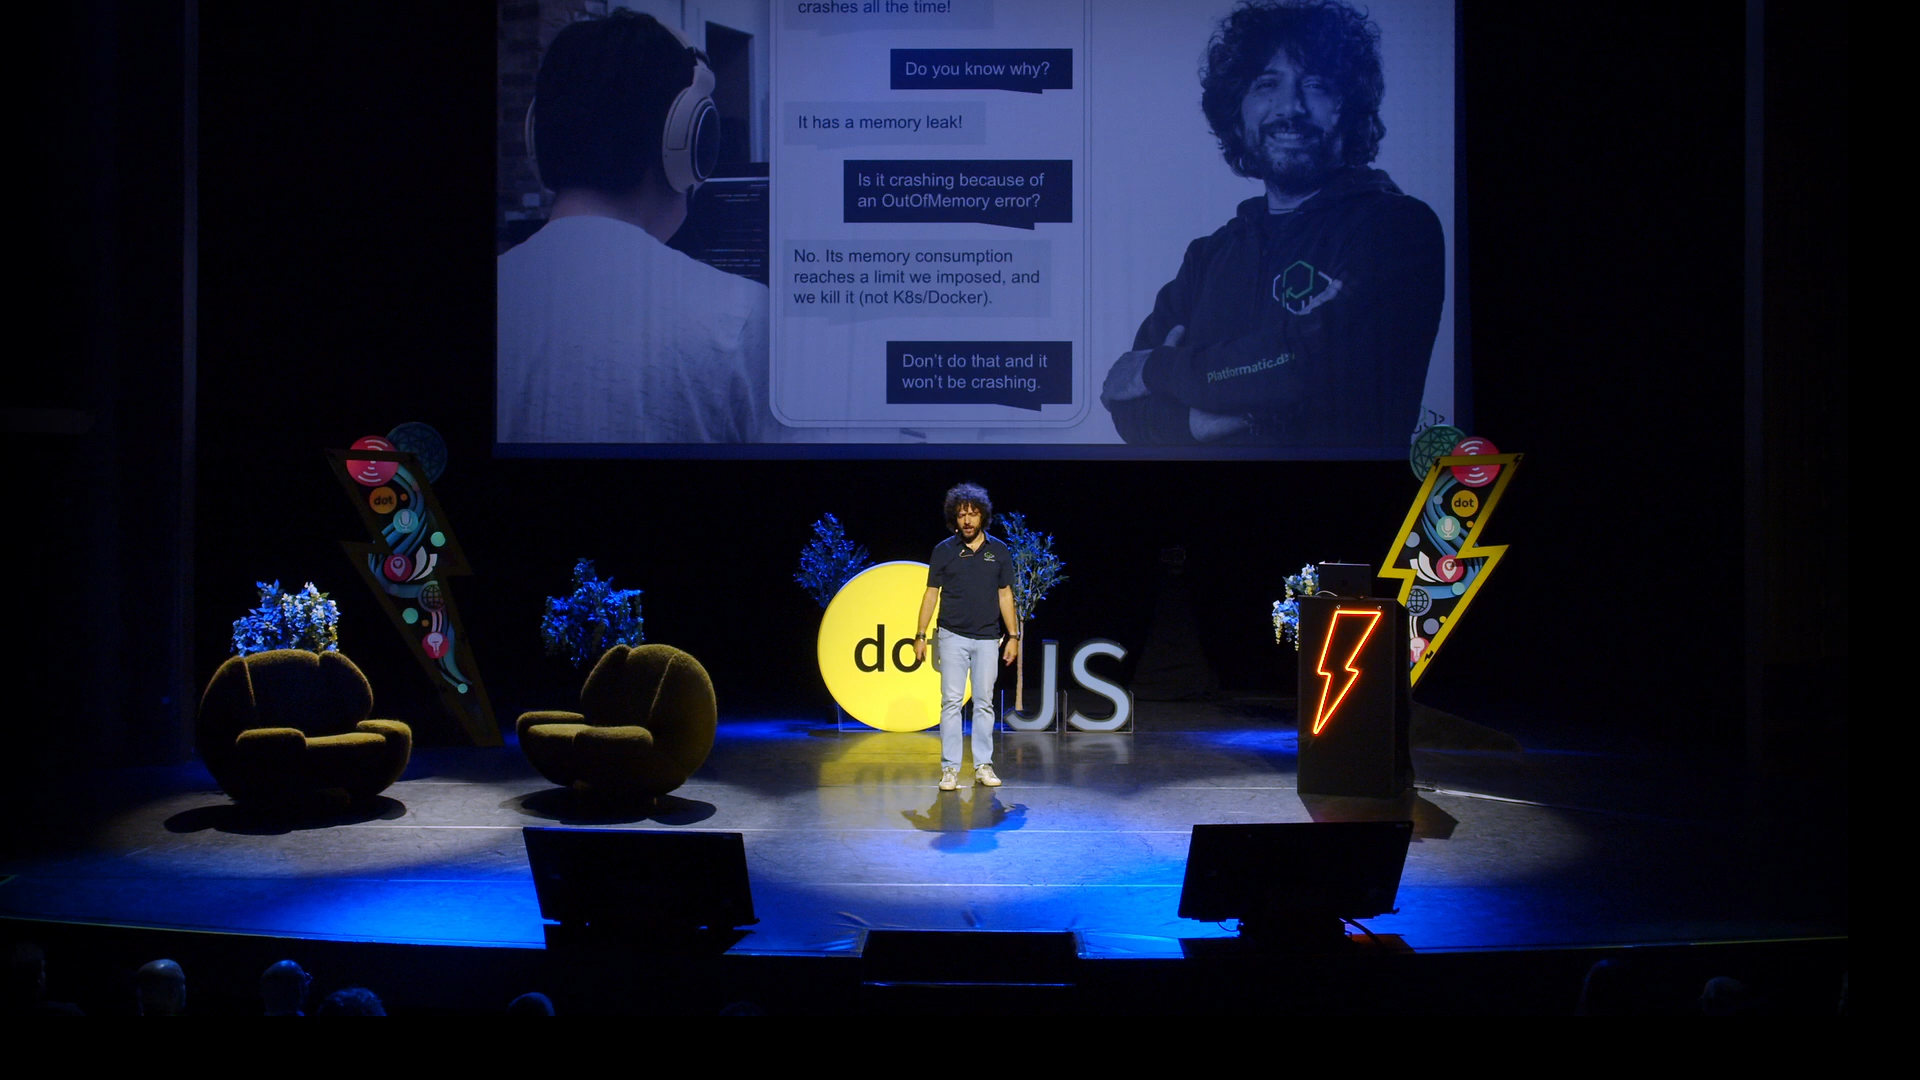 crashes all the time!
Do you know why?
It has a memory leak!
Is it crashing because of
an OutOfMemory error?
No. Its memory consumption
reaches a limit we imposed, and
we kill it (not K8s/Docker).
Don't do that and it
won't be crashing.
Platformatic.dev
dot
dot
dot
JS